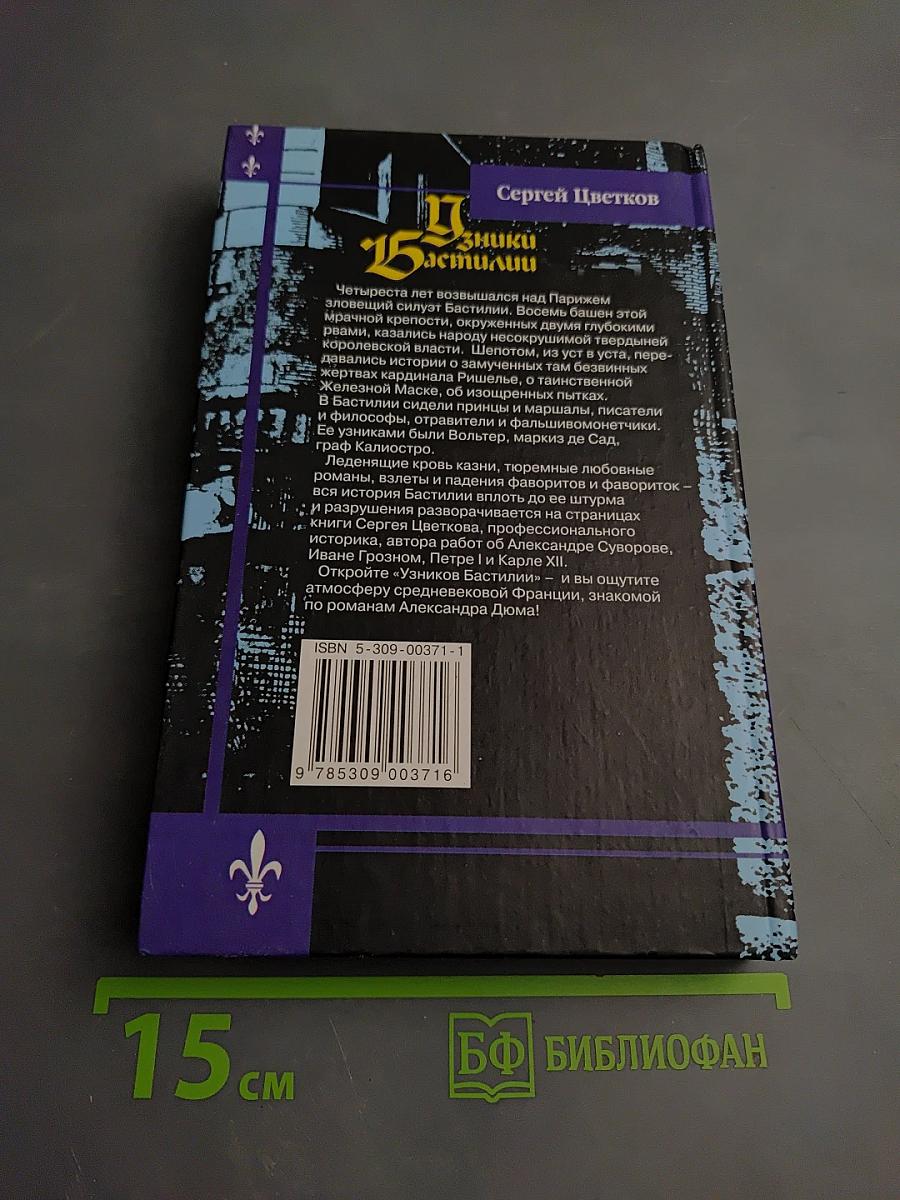 Сергей Цветков
Узники
Бастилии
Четыреста лет возвышался над Парижем
зловещий силуэт Бастилии. Восемь башен этой
мрачной крепости, окруженных двумя глубокими
рвами, казались народу несокрушимой твердыней
королевской власти. Шепотом, из уст в уста, пере-
давались истории о замученных там безвинных
жертвах кардинала Ришелье, о таинственной
Железной Маске, об изощренных пытках.
В Бастилии сидели принцы и маршалы, писатели
и философы, отравители и фальшивомонетчики.
Ее узниками были Вольтер, маркиз де Сад,
граф Калиостро.
Леденящие кровь казни, тюремные любовные
романы, взлеты и падения фаворитов и фавориток –
вся история Бастилии вплоть до ее штурма
и разрушения разворачивается на страницах
книги Сергея Цветкова, профессионального
историка, автора работ об Александре Суворове,
Иване Грозном, Петре I и Карле XII.
Откройте «Узников Бастилии» – и вы ощутите
атмосферу средневековой Франции, знакомой
по романам Александра Дюма!
ISBN 5-309-00371-1
9 785309 003716
15 см
БФ БИБЛИОФАН